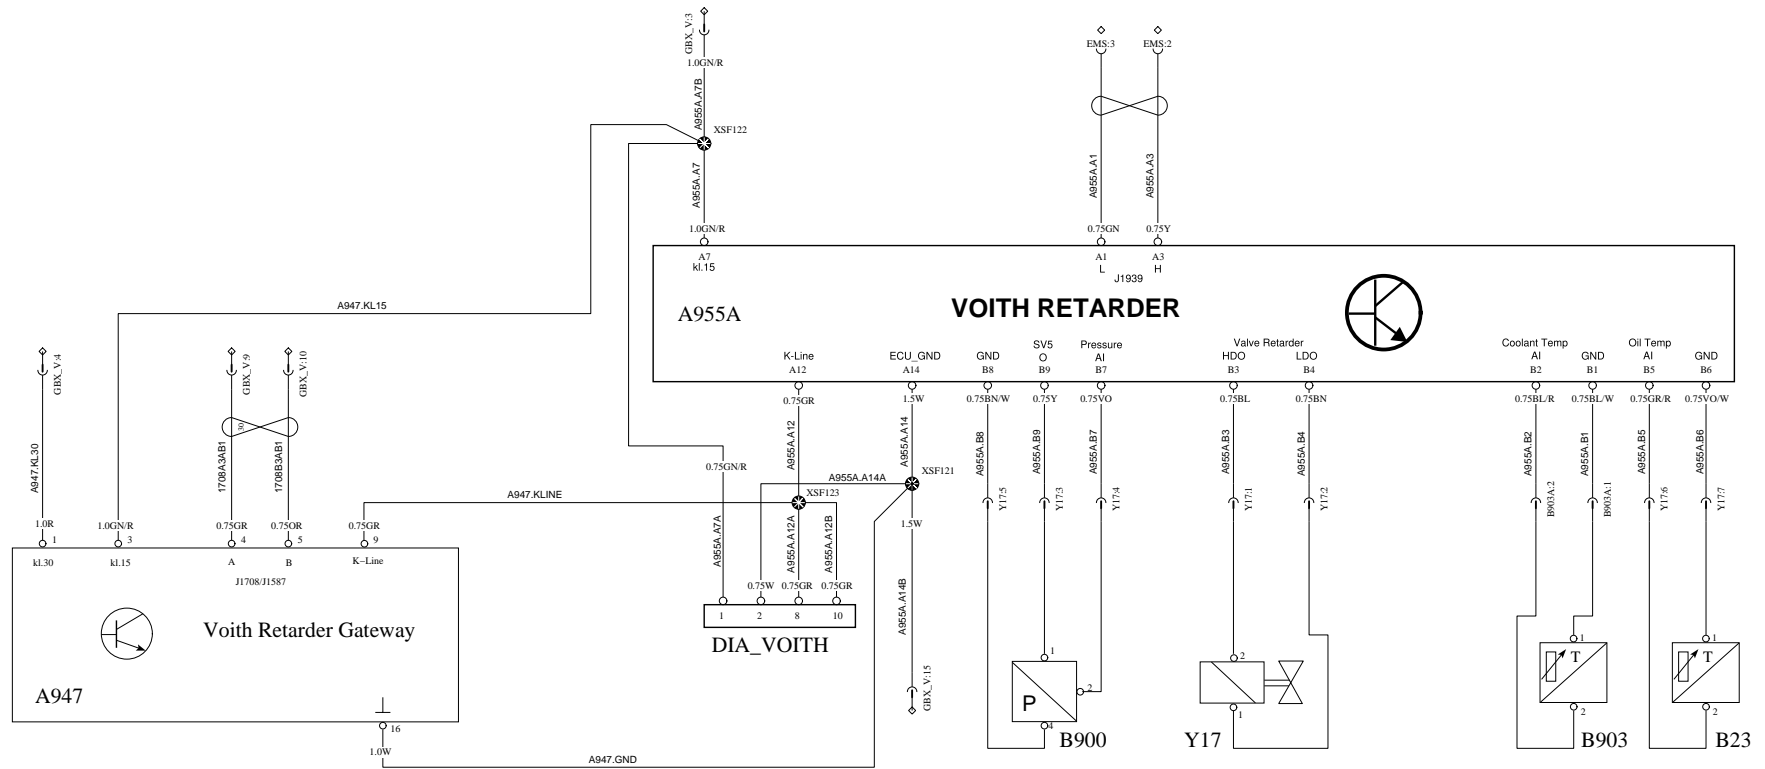 GBX_V:3
1.0GN/R
A955A.A7B
XSF122
A955A.A7
1.0GN/R
EMS:3
EMS:2
A955A.A1
A955A.A3
0.75GN
0.75Y
A7
kl.15
A1
L
A3
H
J1939
A955A
VOITH RETARDER
K-Line
A12
ECU_GND
A14
GND
B8
SV5
O
B9
Pressure
AI
B7
Valve Retarder
HDO
B3
LDO
B4
Coolant Temp
AI
B2
GND
B1
Oil Temp
AI
B5
GND
B6
0.75GR
1.5W
0.75BN/W
0.75Y
0.75VO
0.75BL
0.75BN
0.75BL/R
0.75BL/W
0.75GR/R
0.75VO/W
A955A.A12
A955A.A14
A955A.B8
A955A.B9
A955A.B7
A955A.B3
A955A.B4
A955A.B2
A955A.B1
A955A.B5
A955A.B6
Y17:5
Y17:3
Y17:4
Y17:1
Y17:2
B903A:2
B903A:1
Y17:6
Y17:7
A947.KL15
GBX_V:4
GBX_V:9
GBX_V:10
30
A947.KL30
1708A3AB1
1708B3AB1
0.75GN/R
A955A.A14A
XSF121
A947.KLINE
XSF123
1.5W
1.0R
1.0GN/R
0.75GR
0.75OR
0.75GR
1
3
4
5
9
kl.30
kl.15
A
B
K-Line
J1708/J1587
Voith Retarder Gateway
A947
16
1.0W
A947.GND
A955A.A7A
A955A.A12A
A955A.A12B
0.75W
0.75GR
0.75GR
1
2
8
10
DIA_VOITH
A955A.A14B
GBX_V:15
1
2
4
P
B900
2
1
Y17
1
T
2
B903
1
T
2
B23